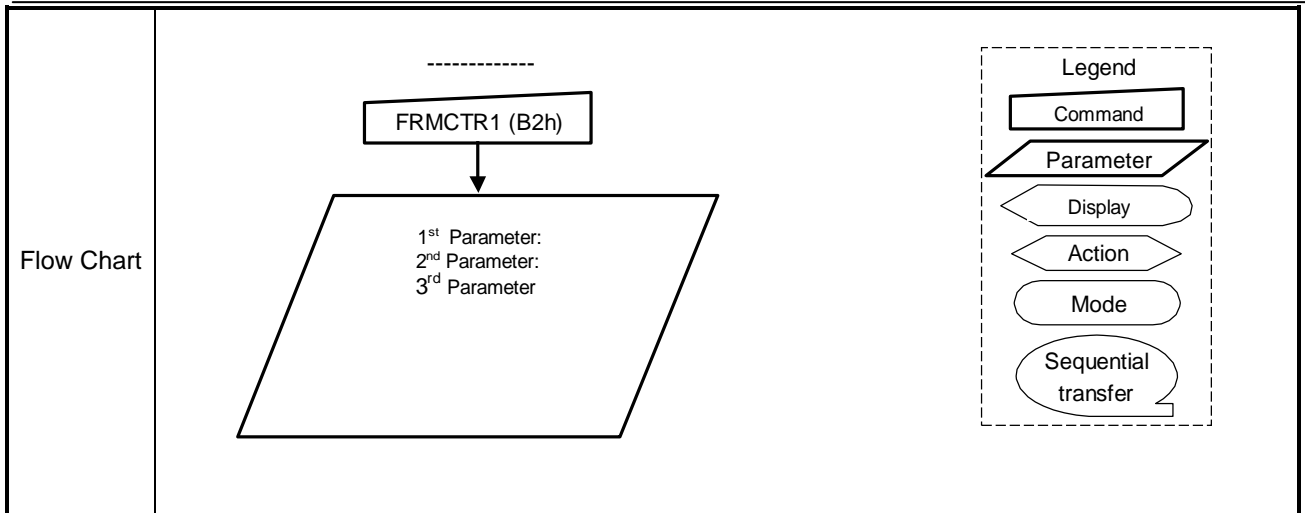 Flow Chart
-------------
FRMCTR1 (B2h)
1st Parameter:
2nd Parameter:
3rd Parameter
Legend
Command
Parameter
Display
Action
Mode
Sequential
transfer